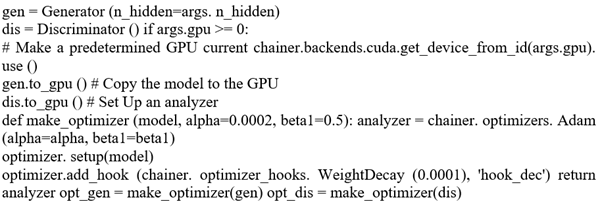 gen = Generator (n_hidden=args. n_hidden)
dis = Discriminator () if args.gpu >= 0:
# Make a predetermined GPU current chainer.backends.cuda.get_device_from_id(args.gpu).
use ()
gen.to_gpu () # Copy the model to the GPU
dis.to_gpu () # Set Up an analyzer
def make_optimizer (model, alpha=0.0002, beta1=0.5): analyzer = chainer. optimizers. Adam
(alpha=alpha, beta1=beta1)
optimizer. setup(model)
optimizer.add_hook (chainer. optimizer_hooks. WeightDecay (0.0001), 'hook_dec') return
analyzer opt_gen = make_optimizer(gen) opt_dis = make_optimizer(dis)